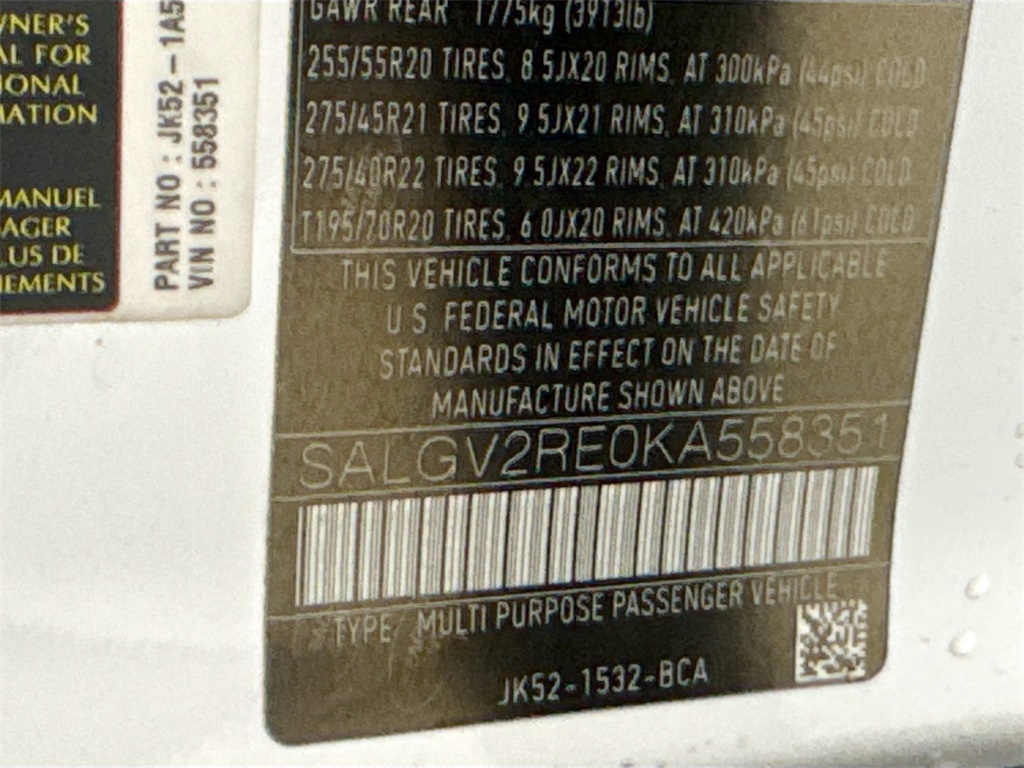 WNER'S
AL FOR
IONAL
MATION
MANUEL
AGER
LUS DE
NEMENTS
PART NO : JK52-1A5
VIN NO : 558351
GAWR REAR 1775kg (3913lb)
255/55R20 TIRES, 8.5JX20 RIMS, AT 300kPa (44psi) COLD
275/45R21 TIRES, 9.5JX21 RIMS, AT 310kPa (45psi) COLD
275/40R22 TIRES, 9.5JX22 RIMS, AT 310kPa (45psi) COLD
T195/70R20 TIRES, 6.0JX20 RIMS, AT 420kPa (61psi) COLD
THIS VEHICLE CONFORMS TO ALL APPLICABLE
U S FEDERAL MOTOR VEHICLE SAFETY
STANDARDS IN EFFECT ON THE DATE OF
MANUFACTURE SHOWN ABOVE
SALGV2RE0KA558351
TYPE / MULTI PURPOSE PASSENGER VEHICLE
JK52-1532-BCA